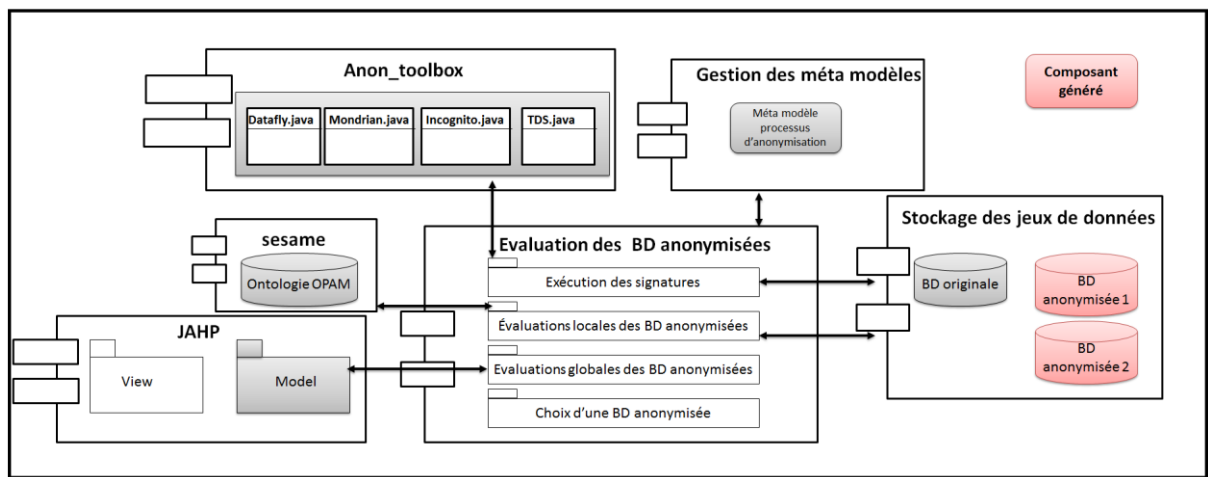 Anon_toolbox
Datafly.java
Mondrian.java
Incognito.java
TDS.java
Gestion des méta modèles
Méta modèle
processus
d'anonymisation
Composant
généré
sesame
Ontologie OPAM
Evaluation des BD anonymisées
Exécution des signatures
Évaluations locales des BD anonymisées
Evaluations globales des BD anonymisées
Choix d'une BD anonymisée
Stockage des jeux de données
BD originale
BD
anonymisée 1
BD
anonymisée 2
JAHP
View
Model